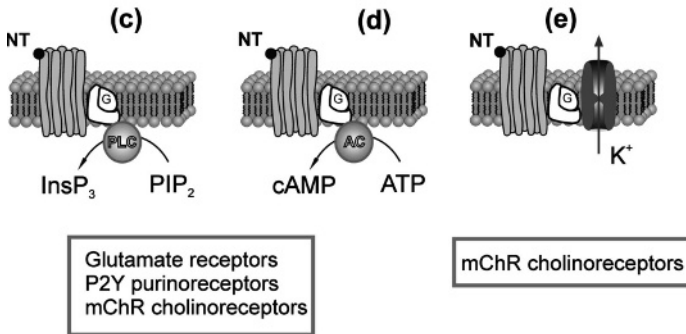 (c)
(d)
(e)
NT
NT
NT
G
G
G
PLC
AC
InsP₃
PIP₂
cAMP
ATP
K⁺
Glutamate receptors
P2Y purinoreceptors
mChR cholinoreceptors
mChR cholinoreceptors